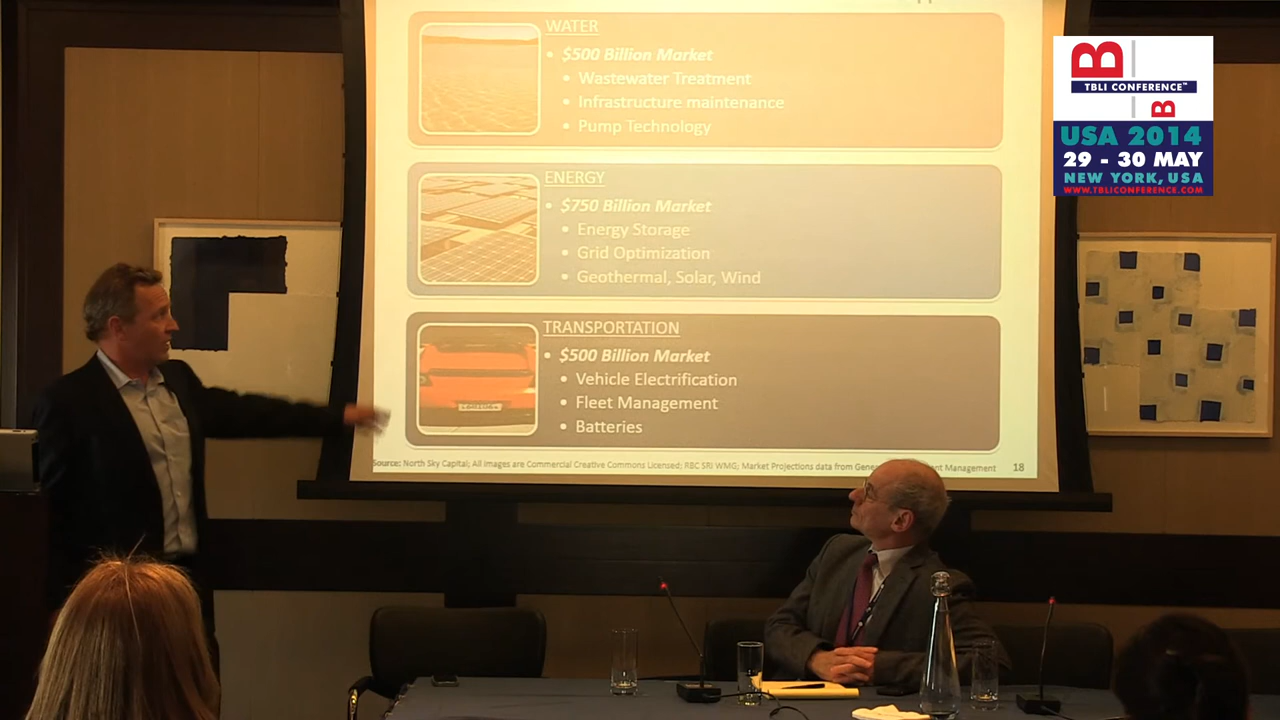 WATER
• $500 Billion Market
• Wastewater Treatment
• Infrastructure maintenance
• Pump Technology
ENERGY
• $750 Billion Market
• Energy Storage
• Grid Optimization
• Geothermal, Solar, Wind
TRANSPORTATION
• $500 Billion Market
• Vehicle Electrification
• Fleet Management
• Batteries
Source: North Sky Capital; All images are Commercial Creative Commons Licensed; RBC SRI WMG; Market Projections data from Management 18
B
TBLI CONFERENCE™
B
USA 2014
29 - 30 MAY
NEW YORK, USA
WWW.TBLICONFERENCE.COM